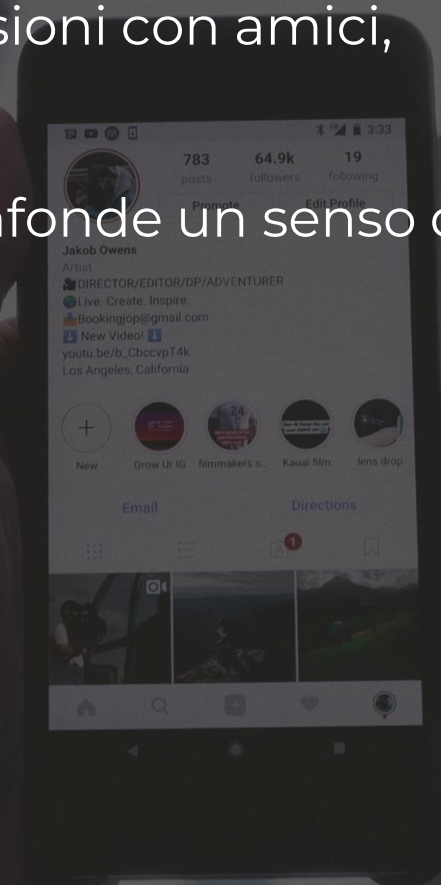 sioni con amici,
3:33
783 64.9k 19
posts followers following
nfonde un senso
Promote Edit Profile
Jakob Owens
Artist
DIRECTOR/EDITOR/DP/ADVENTURER
Live. Create. Inspire.
Bookingjop@gmail.com
New Video!
youtu.be/b_CbccvpT4k
Los Angeles, California
24
New Grow Ur IG filmmakers s... Kauai film lens drop
Email Directions
1